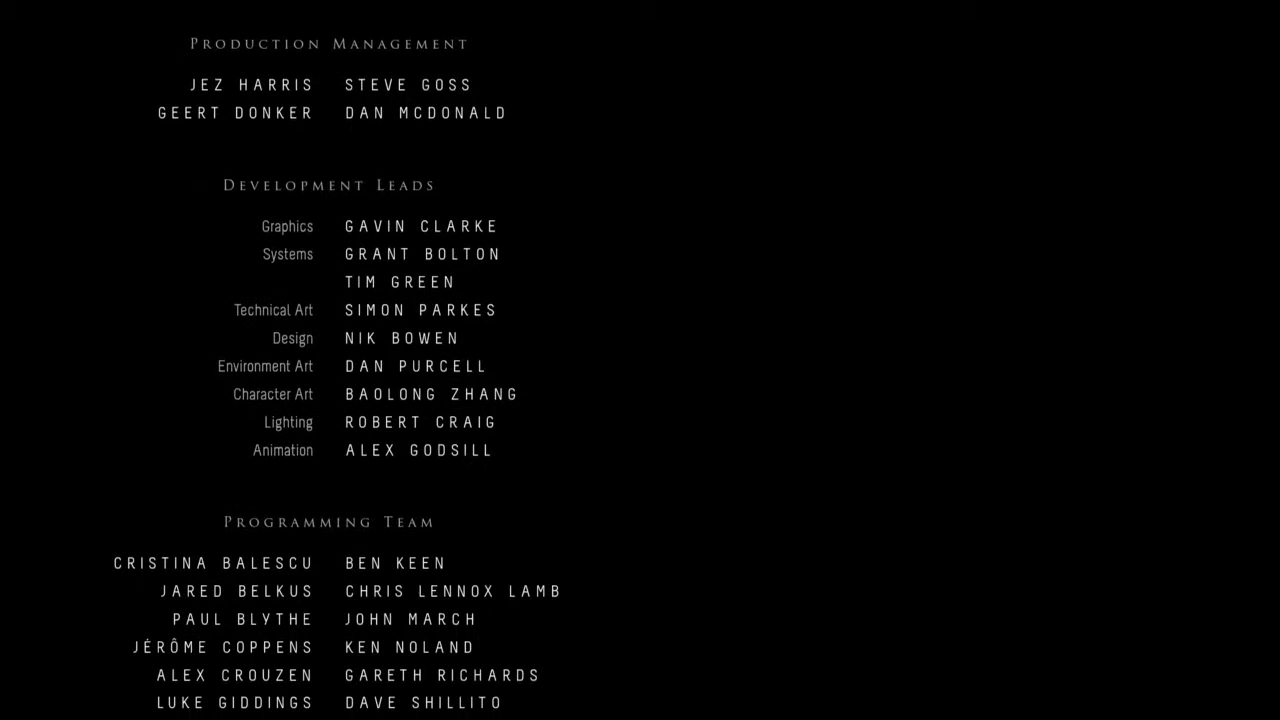 PRODUCTION MANAGEMENT
JEZ HARRIS STEVE GOSS
GEERT DONKER DAN MCDONALD
DEVELOPMENT LEADS
Graphics GAVIN CLARKE
Systems GRANT BOLTON
TIM GREEN
Technical Art SIMON PARKES
Design NIK BOWEN
Environment Art DAN PURCELL
Character Art BAOLONG ZHANG
Lighting ROBERT CRAIG
Animation ALEX GODSILL
PROGRAMMING TEAM
CRISTINA BALESCU BEN KEEN
JARED BELKUS CHRIS LENNOX LAMB
PAUL BLYTHE JOHN MARCH
JÉRÔME COPPENS KEN NOLAND
ALEX CROUZEN GARETH RICHARDS
LUKE GIDDINGS DAVE SHILLITO